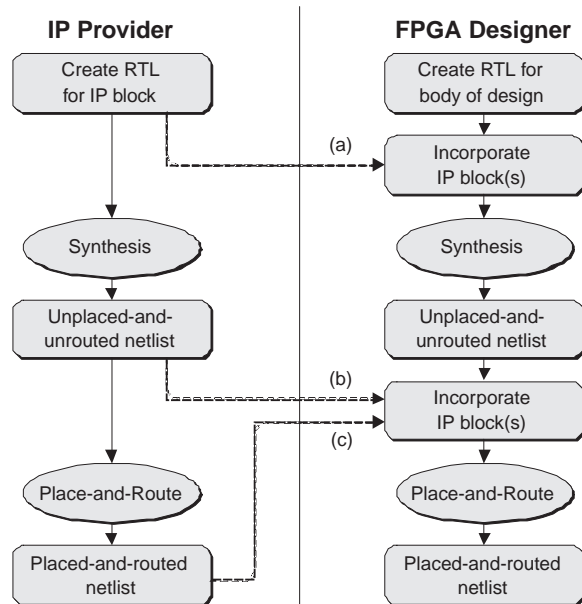 IP Provider
Create RTL
for IP block
Synthesis
Unplaced-and-
unrouted netlist
Place-and-Route
Placed-and-routed
netlist
(a)
(b)
(c)
FPGA Designer
Create RTL for
body of design
Incorporate
IP block(s)
Synthesis
Unplaced-and-
unrouted netlist
Incorporate
IP block(s)
Place-and-Route
Placed-and-routed
netlist